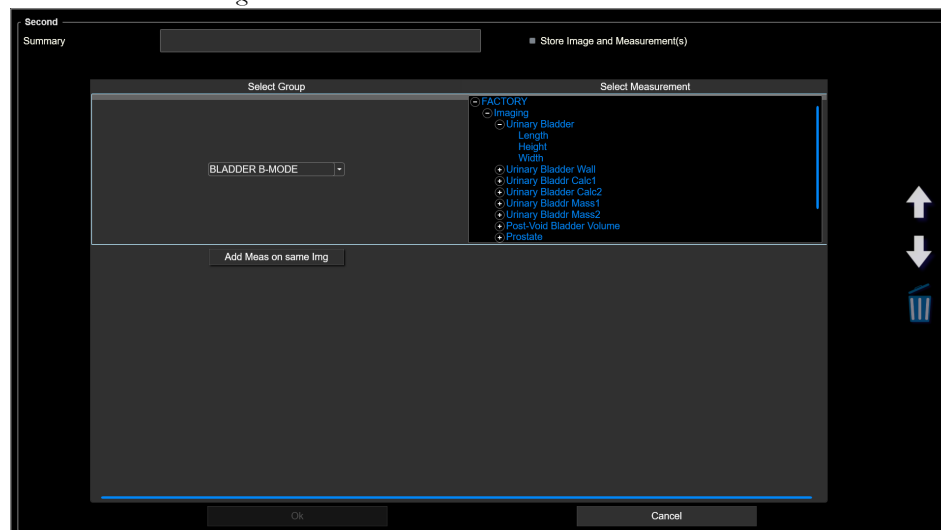 Second
Summary
Store Image and Measurement(s)
Select Group
Select Measurement
FACTORY
Imaging
Urinary Bladder
Length
Height
Width
BLADDER B-MODE
Urinary Bladder Wall
Urinary Bladdr Calc1
Urinary Bladder Calc2
Urinary Bladdr Mass1
Urinary Bladdr Mass2
Post-Void Bladder Volume
Prostate
Add Meas on same Img
Ok
Cancel